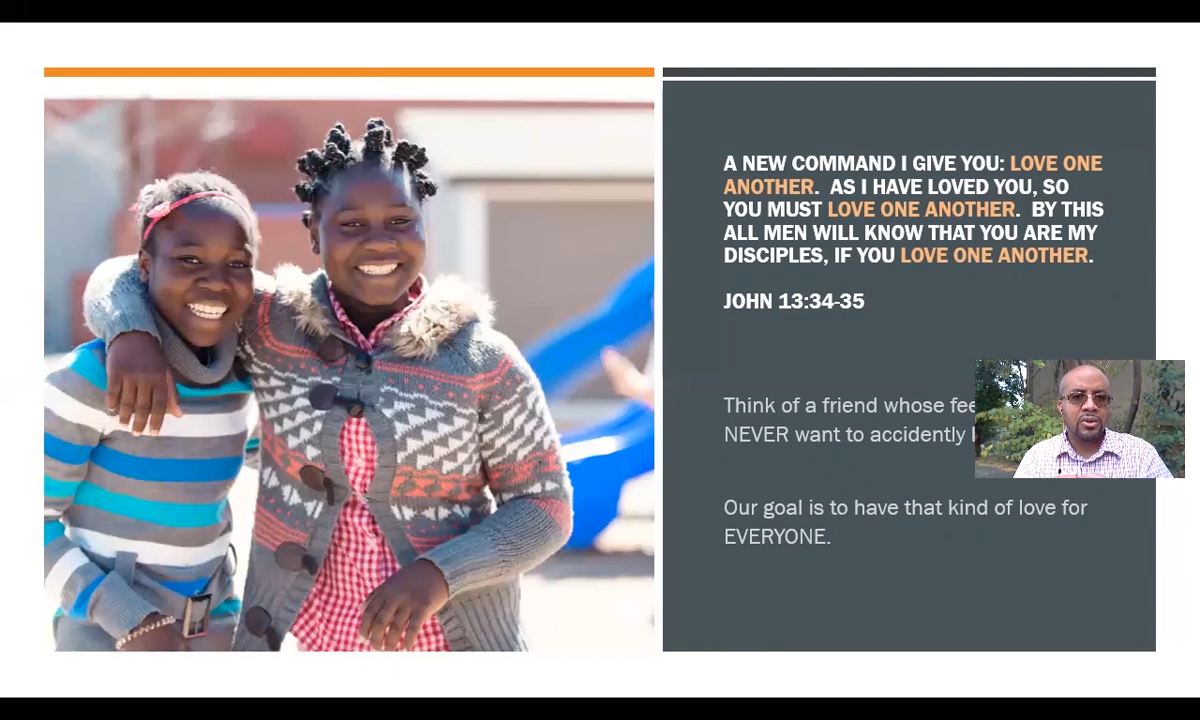 A NEW COMMAND I GIVE YOU: LOVE ONE
ANOTHER. AS I HAVE LOVED YOU, SO
YOU MUST LOVE ONE ANOTHER. BY THIS
ALL MEN WILL KNOW THAT YOU ARE MY
DISCIPLES, IF YOU LOVE ONE ANOTHER.
JOHN 13:34-35
Think of a friend whose
NEVER want to accidently
Our goal is to have that kind of love for
EVERYONE.